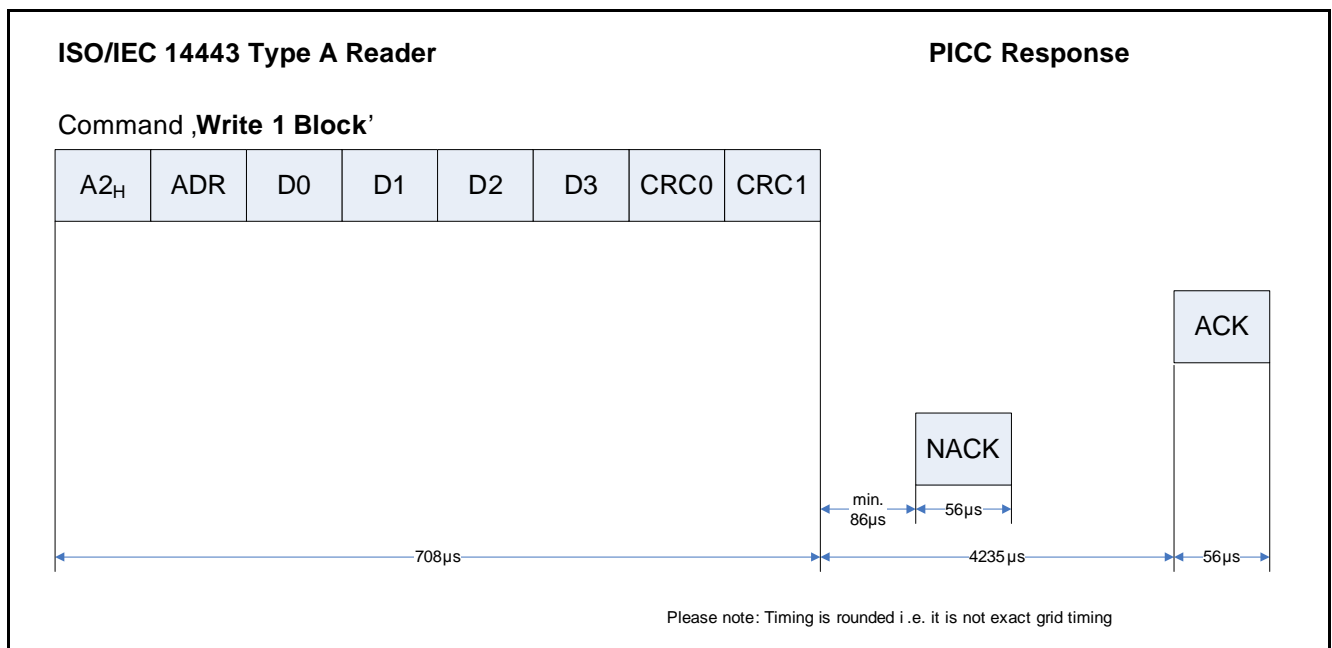 ISO/IEC 14443 Type A Reader
PICC Response
Command ‚Write 1 Block’
A2H ADR D0 D1 D2 D3 CRC0 CRC1
ACK
NACK
min.
86µs
56µs
708µs
4235µs
56µs
Please note: Timing is rounded i .e. it is not exact grid timing